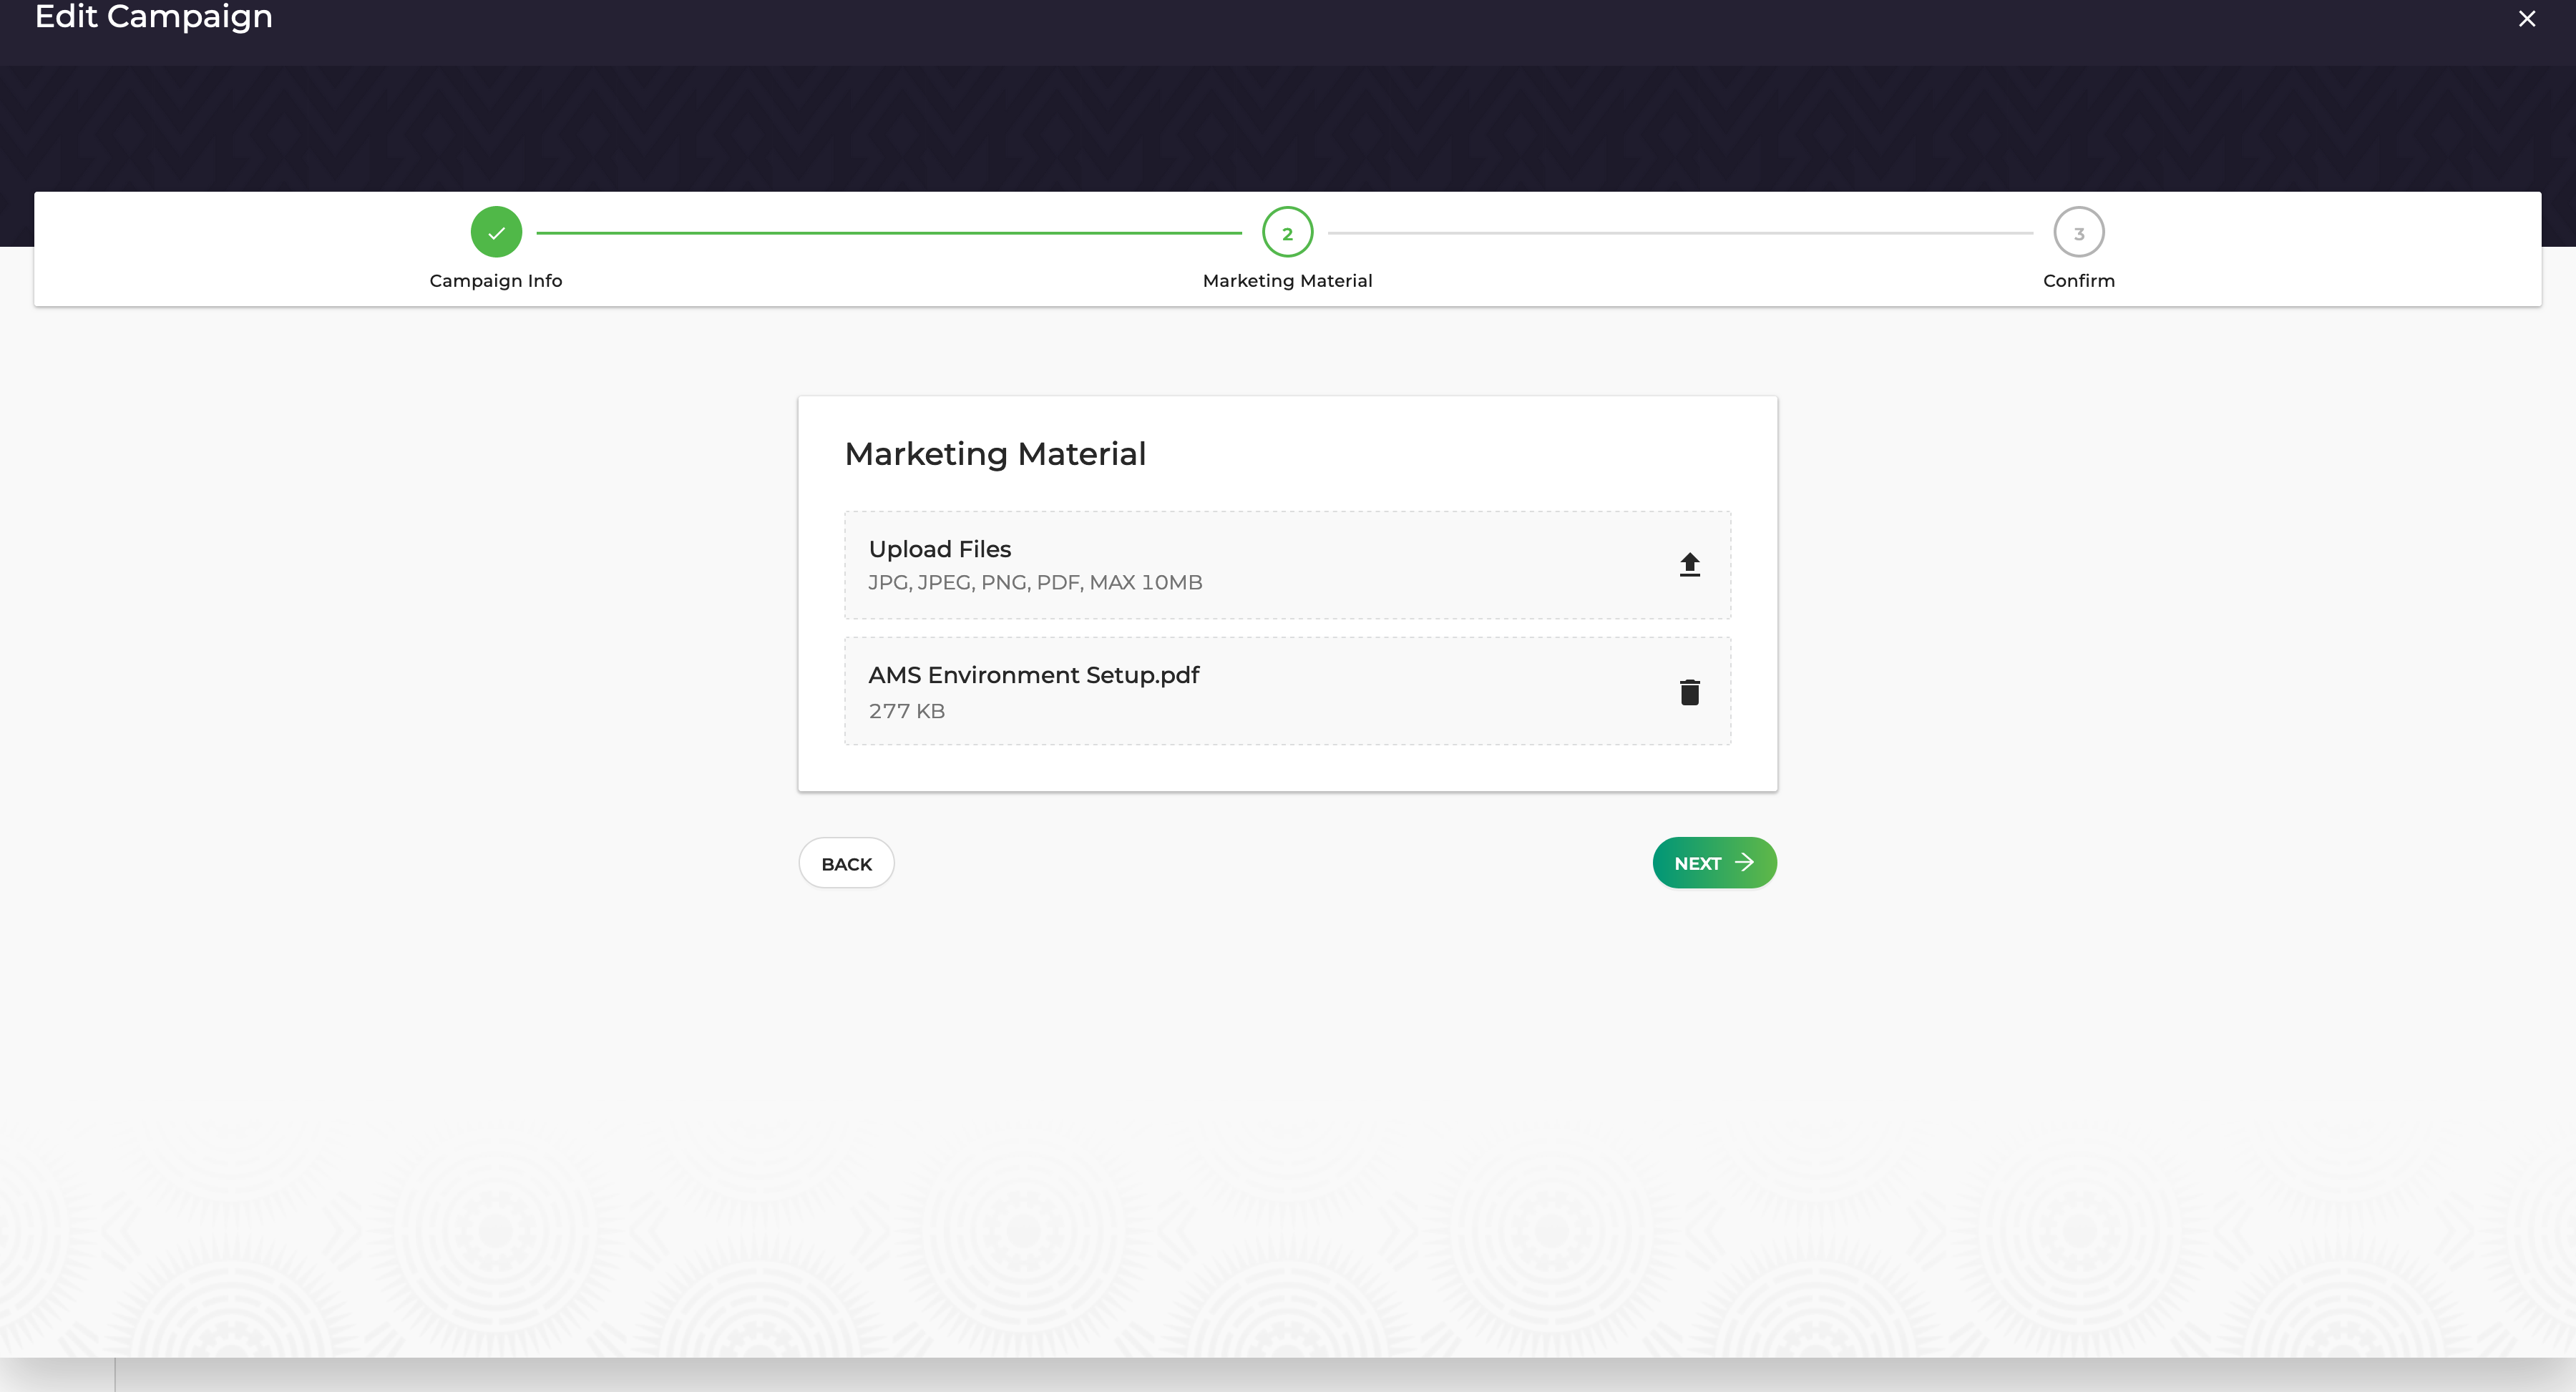 Edit Campaign
2
3
Campaign Info
Marketing Material
Confirm
Marketing Material
Upload Files
JPG, JPEG, PNG, PDF, MAX 10MB
AMS Environment Setup.pdf
277 KB
BACK
NEXT